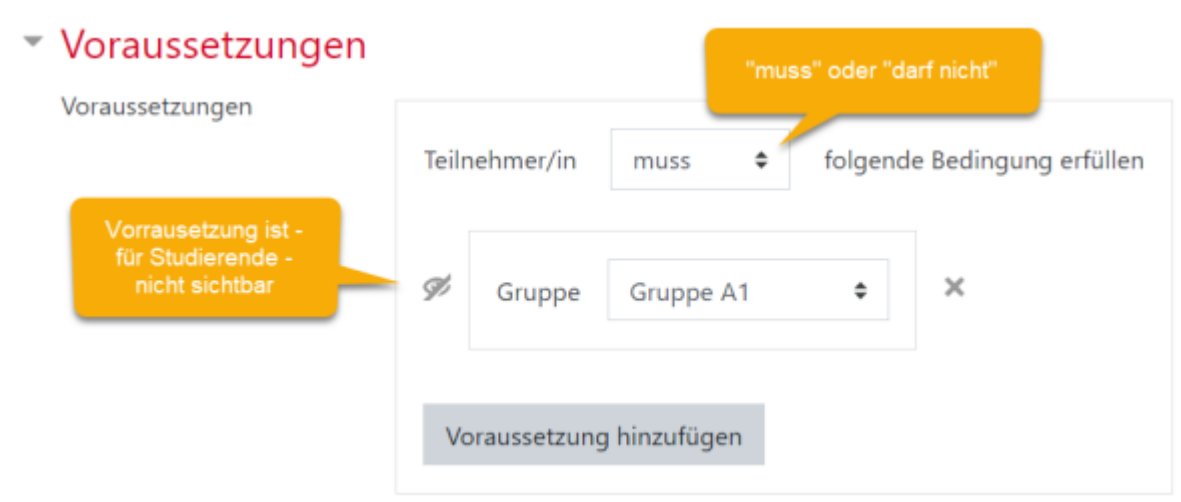 Voraussetzungen
"muss" oder "darf nicht"
Voraussetzungen
Teilnehmer/in muss folgende Bedingung erfüllen
Vorrausetzung ist -
für Studierende -
nicht sichtbar
Gruppe Gruppe A1
Voraussetzung hinzufügen